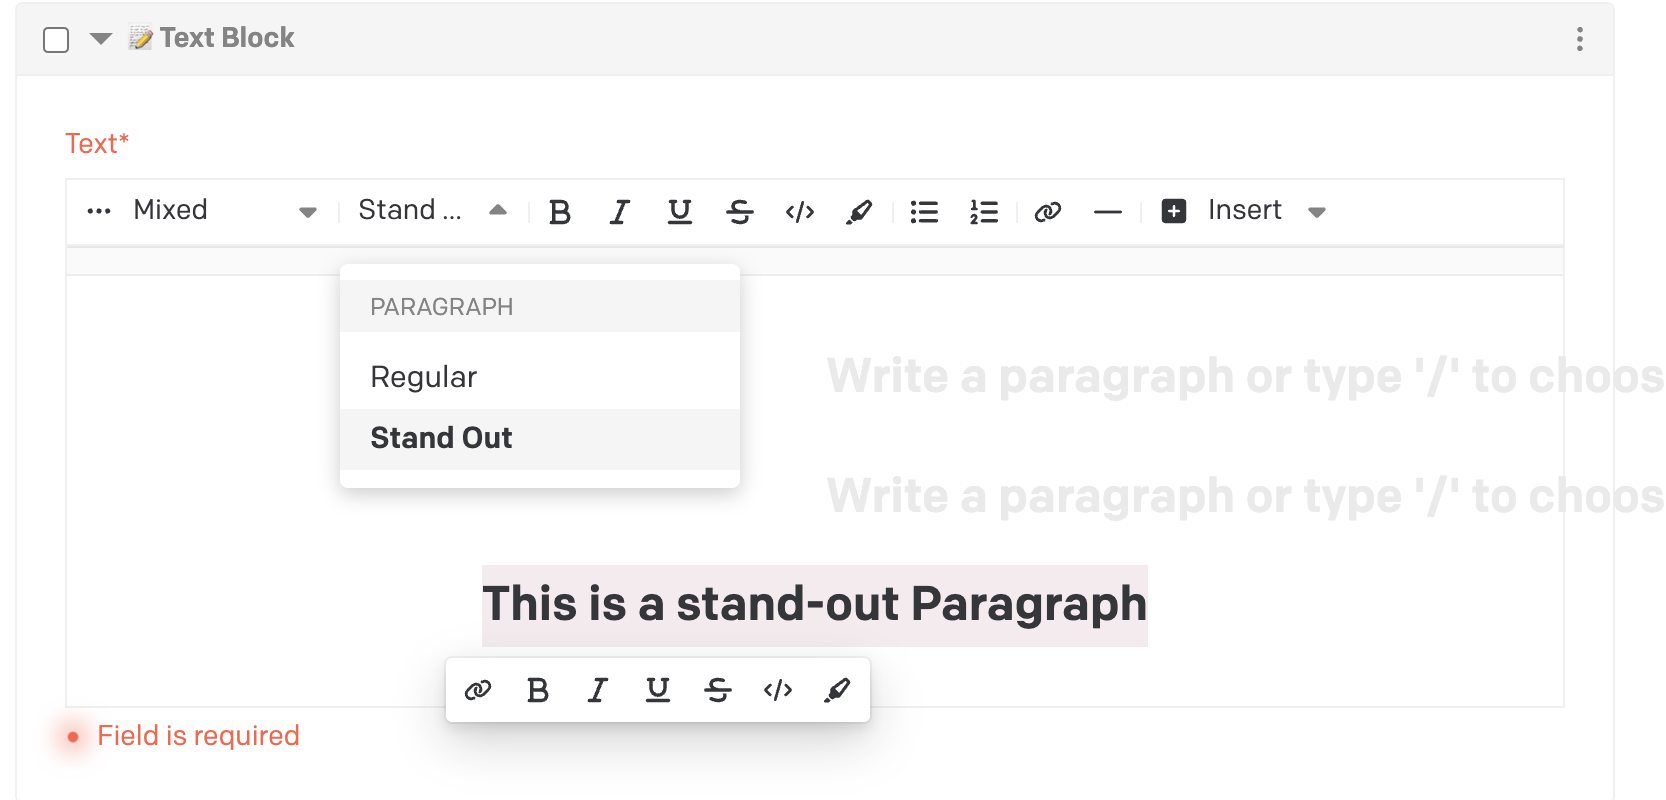 Text Block
Text*
Mixed Stand ... B I U S </> Insert
PARAGRAPH
Regular
Stand Out
Write a paragraph or type '/' to choos
Write a paragraph or type '/' to choos
This is a stand-out Paragraph
B I U S </>
Field is required